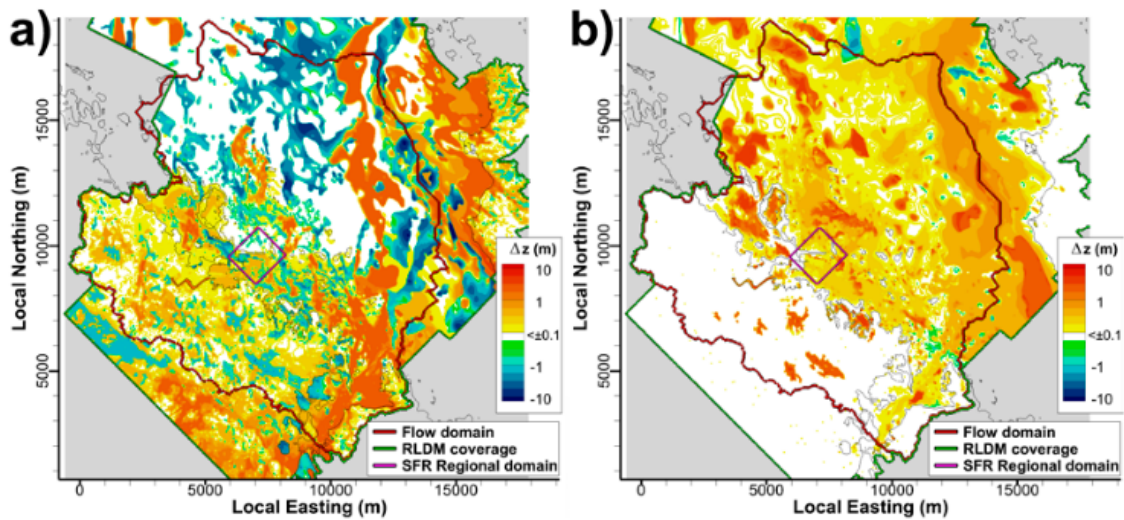 a)
Local Northing (m)
15000
10000
5000
Δz (m)
10
1
<±0.1
-1
-10
Flow domain
RLDM coverage
SFR Regional domain
0 5000 10000 15000
Local Easting (m)
b)
Local Northing (m)
15000
10000
5000
Δz (m)
10
1
<±0.1
-1
-10
Flow domain
RLDM coverage
SFR Regional domain
0 5000 10000 15000
Local Easting (m)